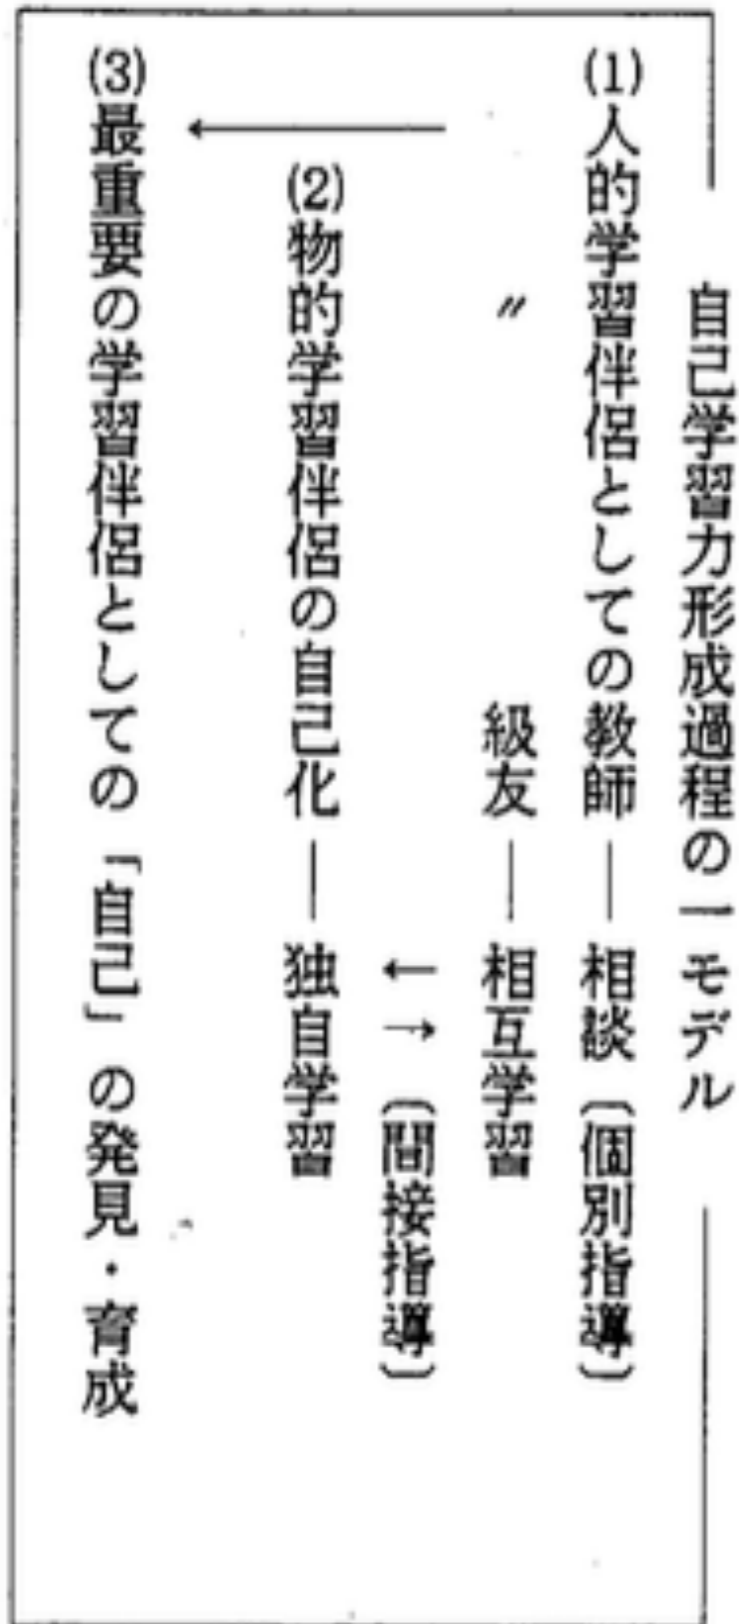 自己学習力形成過程の一モデル
(1)人的学習伴侶としての教師―相談〔個別指導〕
〃 級友―相互学習
←→〔間接指導〕
(2)物的学習伴侶の自己化―独自学習
(3)最重要の学習伴侶としての「自己」の発見・育成